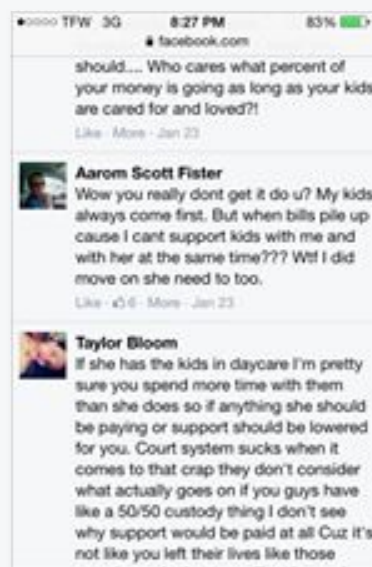 TFW 3G 8:27 PM 83%
facebook.com
should.... Who cares what percent of
your money is going as long as your kids
are cared for and loved?!
Like · More · Jan 23
Aarom Scott Fister
Wow you really dont get it do u? My kids
always come first. But when bills pile up
cause I cant support kids with me and
with her at the same time??? Wtf I did
move on she need to too.
Like · 6 · More · Jan 23
Taylor Bloom
If she has the kids in daycare I'm pretty
sure you spend more time with them
than she does so if anything she should
be paying or support should be lowered
for you. Court system sucks when it
comes to that crap they don't consider
what actually goes on if you guys have
like a 50/50 custody thing I don't see
why support would be paid at all Cuz it's
not like you left their lives like those